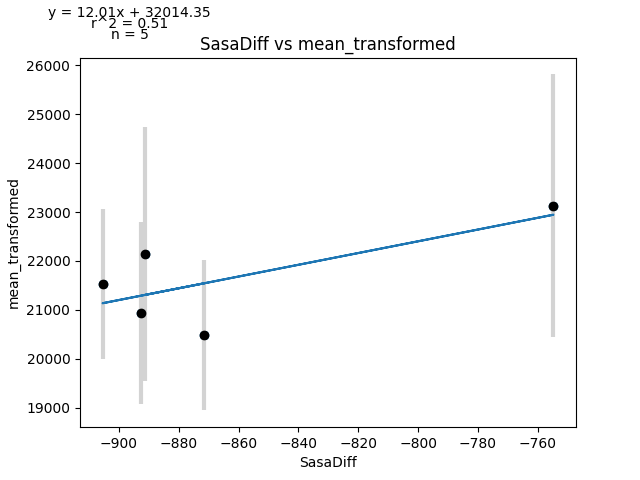 y = 12.01x + 32014.35
r^2 = 0.51
n = 5
SasaDiff vs mean_transformed
26000
25000
24000
23000
22000
21000
20000
19000
mean_transformed
−900 −880 −860 −840 −820 −800 −780 −760
SasaDiff